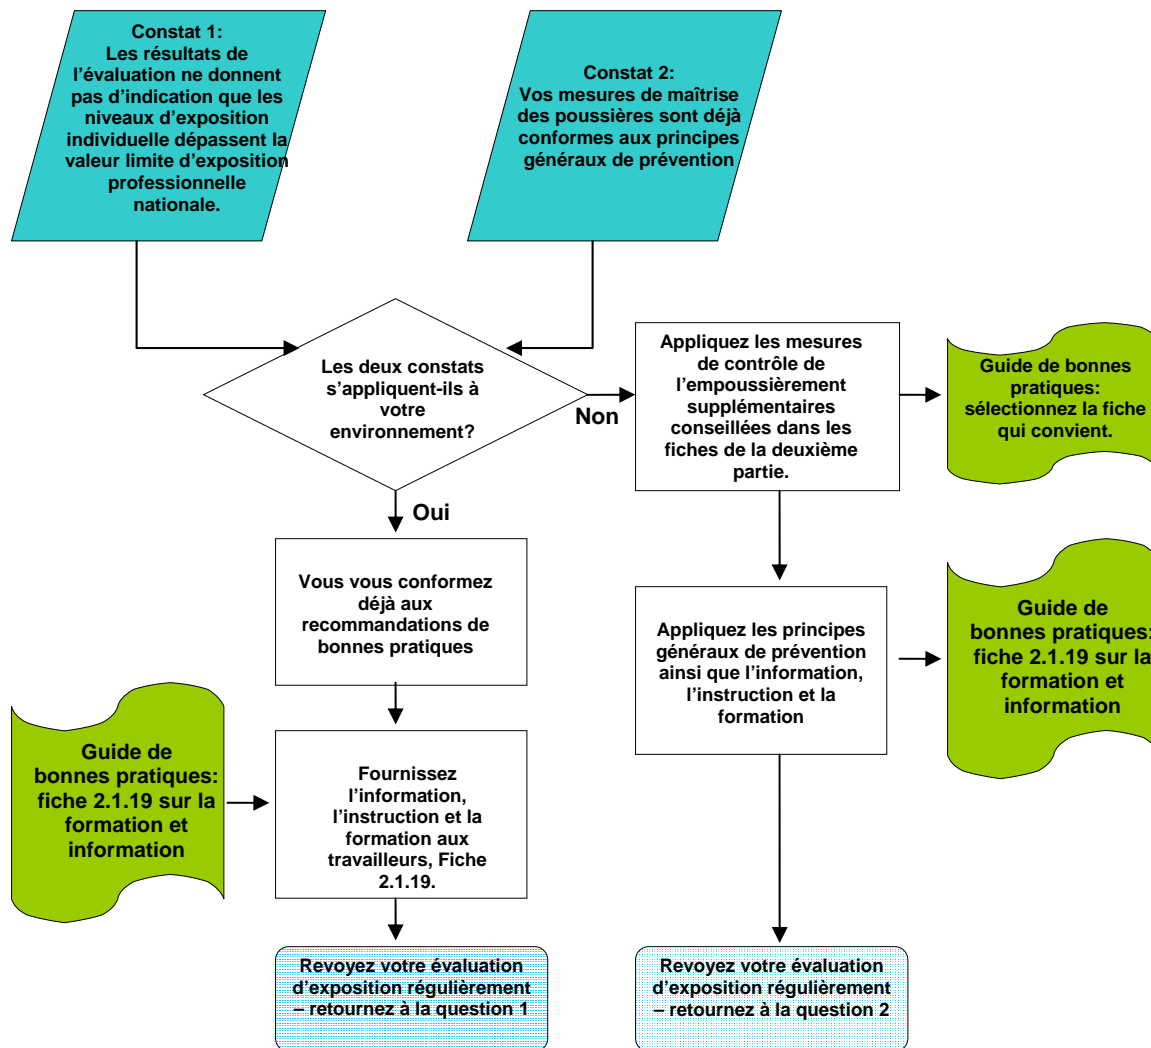 Constat 1:
Les résultats de
l’évaluation ne donnent
pas d’indication que les
niveaux d’exposition
individuelle dépassent la
valeur limite d’exposition
professionnelle
nationale.
Constat 2:
Vos mesures de maîtrise
des poussières sont déjà
conformes aux principes
généraux de prévention
Les deux constats
s’appliquent-ils à
votre
environnement?
Non
Appliquez les mesures
de contrôle de
l’empoussièrement
supplémentaires
conseillées dans les
fiches de la deuxième
partie.
Guide de bonnes
pratiques:
sélectionnez la fiche
qui convient.
Oui
Vous vous conformez
déjà aux
recommandations de
bonnes pratiques
Appliquez les principes
généraux de prévention
ainsi que l’information,
l’instruction et la
formation
Guide de
bonnes pratiques:
fiche 2.1.19 sur la
formation et
information
Guide de
bonnes pratiques:
fiche 2.1.19 sur la
formation et
information
Fournissez
l’information,
l’instruction et la
formation aux
travailleurs, Fiche
2.1.19.
Revoyez votre évaluation
d’exposition régulièrement
– retournez à la question 1
Revoyez votre évaluation
d’exposition régulièrement
– retournez à la question 2